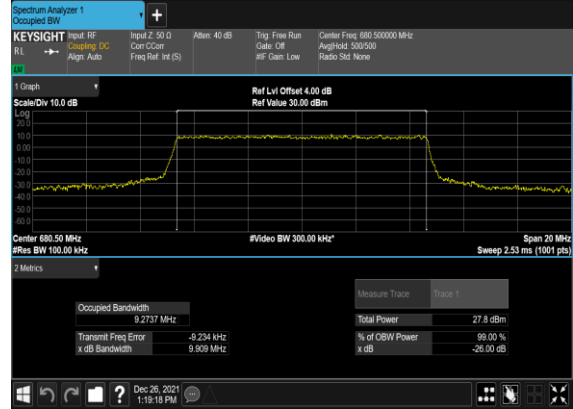 Spectrum Analyzer 1
Occupied BW
KEYSIGHT Input: RF Input Z: 50 Ω Atten: 40 dB Trig: Free Run Center Freq: 680.500000 MHz
RL Coupling: DC Corr CCorr Gate: Off Avg|Hold: 500/500
Align: Auto Freq Ref: Int (S) #IF Gain: Low Radio Std: None
1 Graph
Ref Lvl Offset 4.00 dB
Scale/Div 10.0 dB Ref Value 30.00 dBm
Log
20.0
10.0
0.00
-10.0
-20.0
-30.0
-40.0
-50.0
-60.0
Center 680.50 MHz #Video BW 300.00 kHz* Span 20 MHz
#Res BW 100.00 kHz Sweep 2.53 ms (1001 pts)
2 Metrics
Measure Trace Trace 1
Occupied Bandwidth
9.2737 MHz Total Power 27.8 dBm
Transmit Freq Error -9.234 kHz % of OBW Power 99.00 %
x dB Bandwidth 9.909 MHz x dB -26.00 dB
Dec 26, 2021
1:19:18 PM